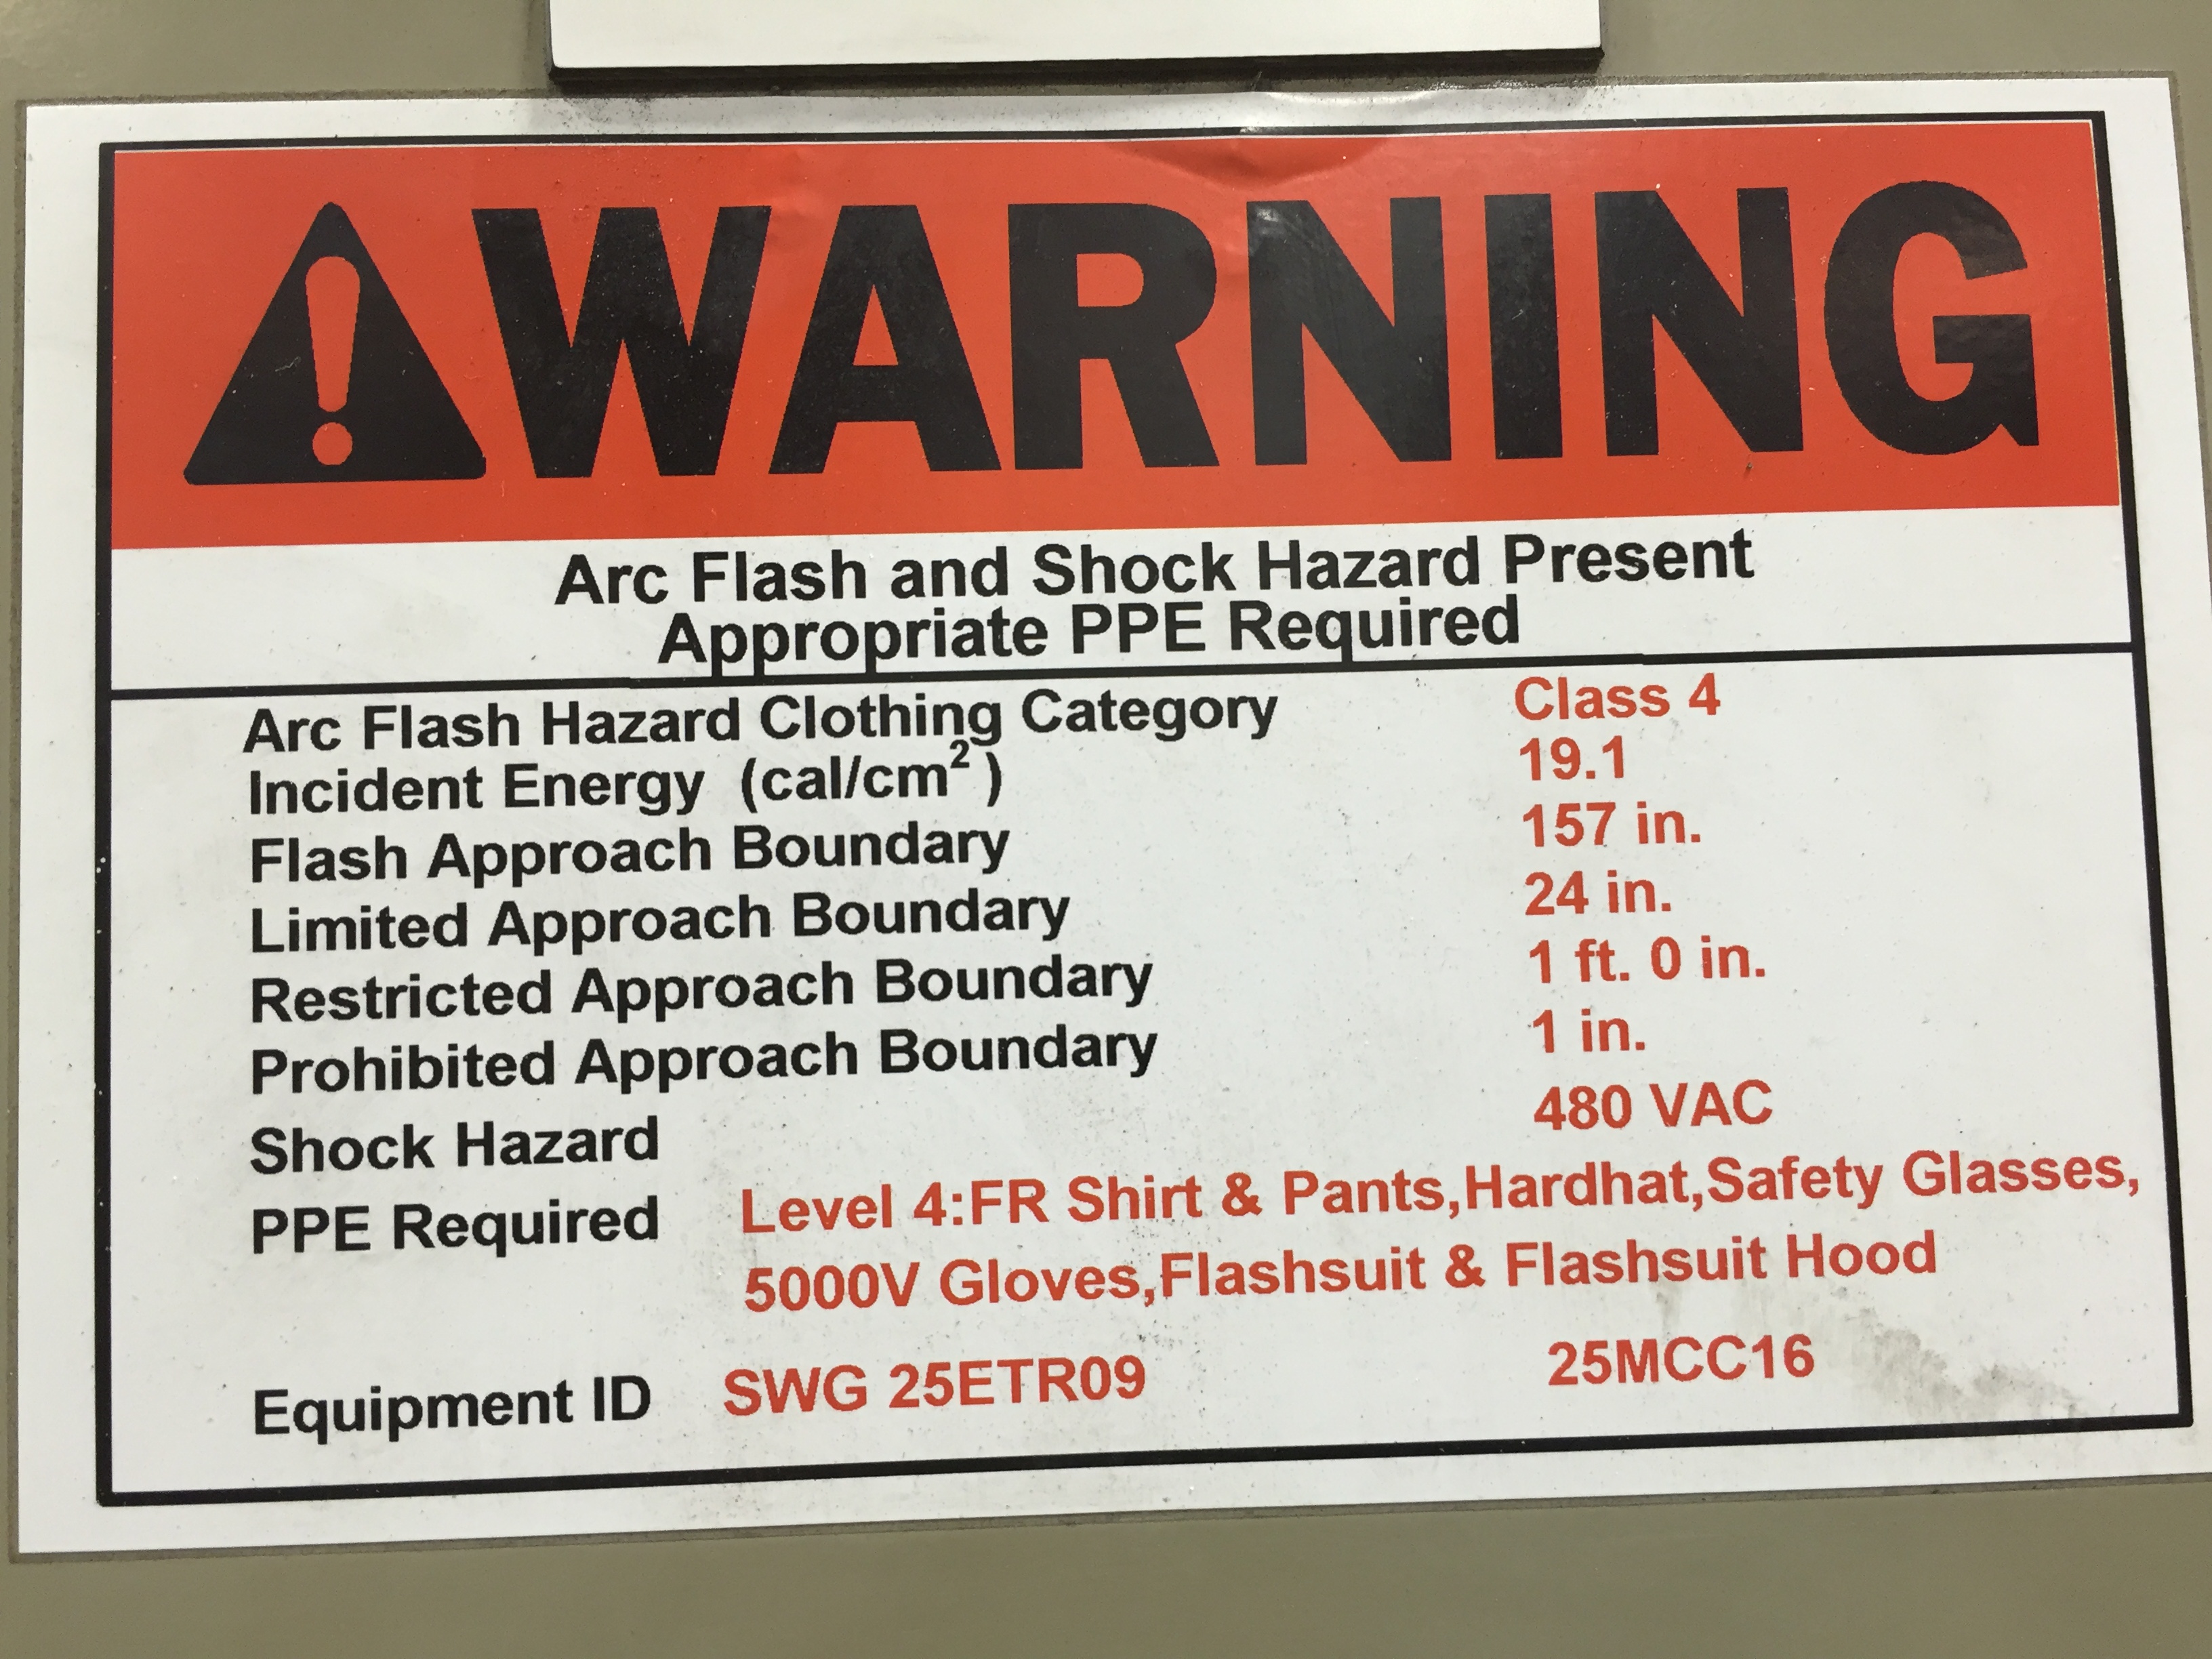 WARNING
Arc Flash and Shock Hazard Present
Appropriate PPE Required
Arc Flash Hazard Clothing Category Class 4
Incident Energy (cal/cm²) 19.1
Flash Approach Boundary 157 in.
Limited Approach Boundary 24 in.
Restricted Approach Boundary 1 ft. 0 in.
Prohibited Approach Boundary 1 in.
Shock Hazard 480 VAC
PPE Required Level 4:FR Shirt & Pants,Hardhat,Safety Glasses,
5000V Gloves,Flashsuit & Flashsuit Hood
Equipment ID SWG 25ETR09 25MCC16